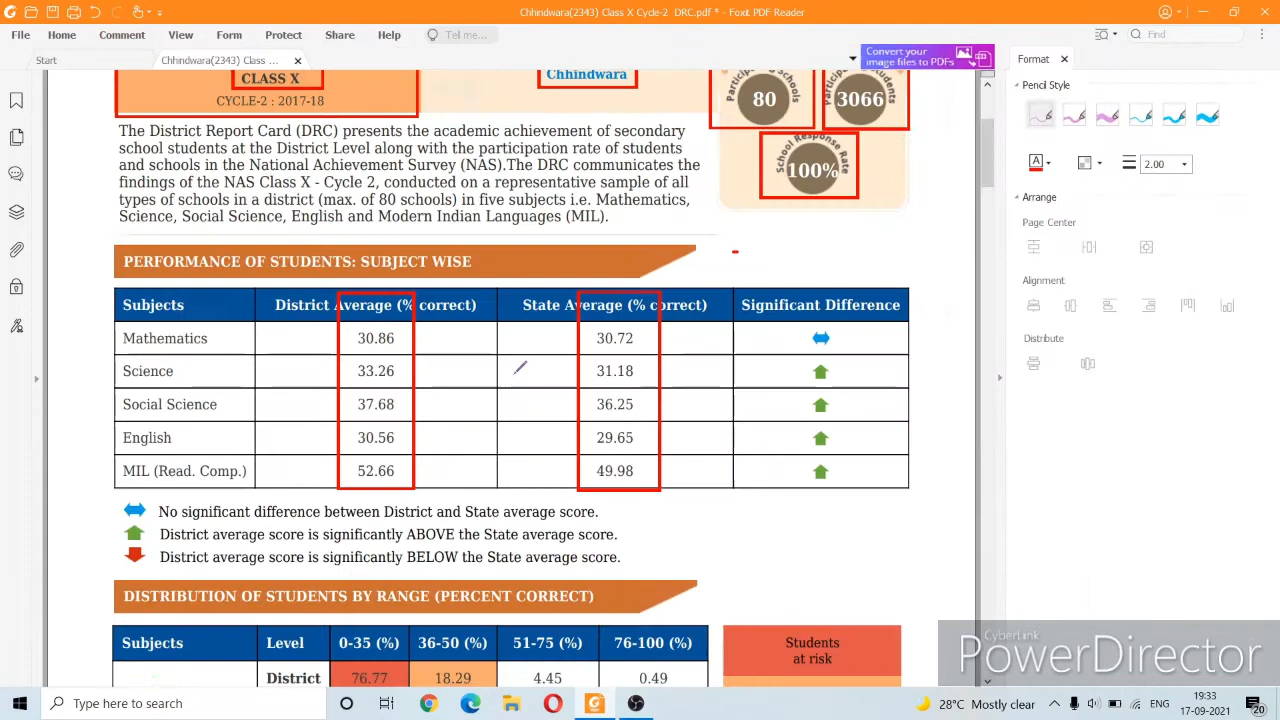 Chhindwara(2343) Class X Cycle-2 DRC.pdf * - Foxit PDF Reader
File Home Comment View Form Protect Share Help Tell me... Find
Start Chhindwara(2343) Class ... Convert your image files to PDFs
Format
CLASS X
CYCLE-2 : 2017-18
Chhindwara
Participating Schools
80
Participating Students
3066
School Response Rate
100%
The District Report Card (DRC) presents the academic achievement of secondary
school students at the District Level along with the participation rate of students
and schools in the National Achievement Survey (NAS).The DRC communicates the
findings of the NAS Class X - Cycle 2, conducted on a representative sample of all
types of schools in a district (max. of 80 schools) in five subjects i.e. Mathematics,
Science, Social Science, English and Modern Indian Languages (MIL).
PERFORMANCE OF STUDENTS: SUBJECT WISE
Subjects District Average (% correct) State Average (% correct) Significant Difference
Mathematics 30.86 30.72
Science 33.26 31.18
Social Science 37.68 36.25
English 30.56 29.65
MIL (Read. Comp.) 52.66 49.98
No significant difference between District and State average score.
District average score is significantly ABOVE the State average score.
District average score is significantly BELOW the State average score.
DISTRIBUTION OF STUDENTS BY RANGE (PERCENT CORRECT)
Subjects Level 0-35 (%) 36-50 (%) 51-75 (%) 76-100 (%)
District 76.77 18.29 4.45 0.49
Students
at risk
Pencil Style
A 2.00
Arrange
Page Center
Alignment
Distribute
CyberLink
PowerDirector
Type here to search
28°C Mostly clear
ENG
19:33
17-09-2021
20